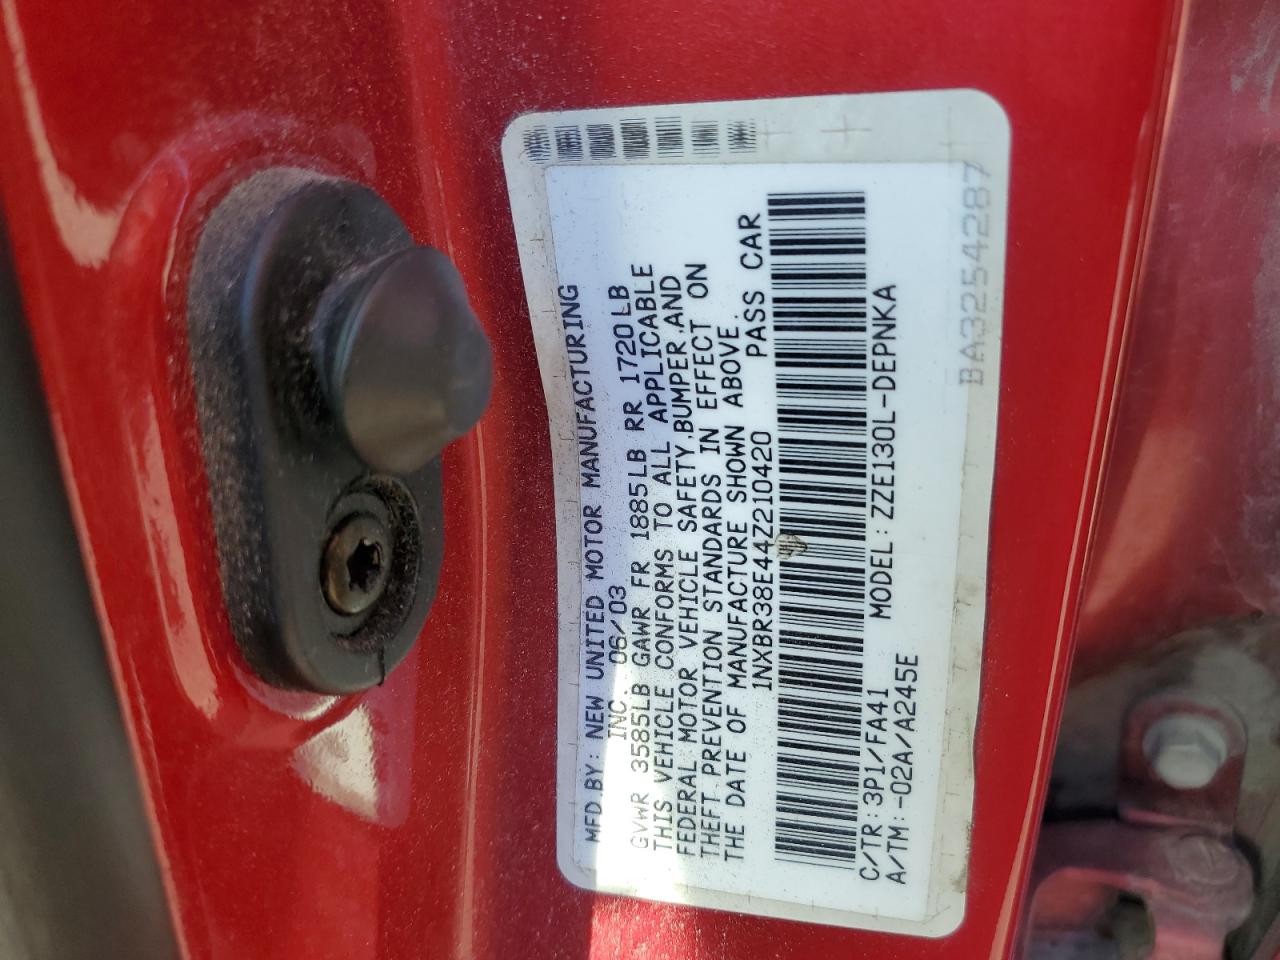 MFD.BY: NEW UNITED MOTOR MANUFACTURING
INC. 06/03
GVWR 3585LB GAWR FR 1885LB RR 1720LB
THIS VEHICLE CONFORMS TO ALL APPLICABLE
FEDERAL MOTOR VEHICLE SAFETY,BUMPER,AND
THEFT PREVENTION STANDARDS IN EFFECT ON
THE DATE OF MANUFACTURE SHOWN ABOVE.
1NXBR38E44Z210420 PASS CAR
C/TR:3P1/FA41 MODEL:ZZE130L-DEPNKA
A/TM:-02A/A245E
BA3254287